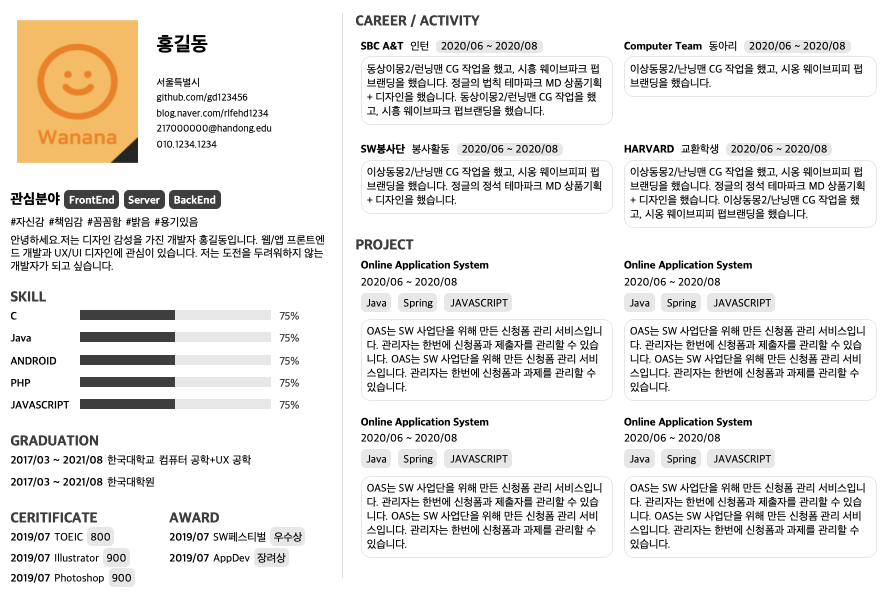 Wanana
홍길동
서울특별시
github.com/gd123456
blog.naver.com/rlfehd1234
217000000@handong.edu
010.1234.1234
관심분야 FrontEnd Server BackEnd
#자신감 #책임감 #꼼꼼함 #밝음 #용기있음
안녕하세요.저는 디자인 감성을 가진 개발자 홍길동입니다. 웹/앱 프론트엔
드 개발과 UX/UI 디자인에 관심이 있습니다. 저는 도전을 두려워하지 않는
개발자가 되고 싶습니다.
SKILL
C 75%
Java 75%
ANDROID 75%
PHP 75%
JAVASCRIPT 75%
GRADUATION
2017/03 ~ 2021/08 한국대학교 컴퓨터 공학+UX 공학
2017/03 ~ 2021/08 한국대학원
CERITIFICATE
2019/07 TOEIC 800
2019/07 Illustrator 900
2019/07 Photoshop 900
AWARD
2019/07 SW페스티벌 우수상
2019/07 AppDev 장려상
CAREER / ACTIVITY
SBC A&T 인턴 2020/06 ~ 2020/08
동상이몽2/런닝맨 CG 작업을 했고, 시흥 웨이브파크 펍
브랜딩을 했습니다. 정글의 법칙 테마파크 MD 상품기획
+ 디자인을 했습니다. 동상이몽2/런닝맨 CG 작업을 했
고, 시흥 웨이브파크 펍브랜딩을 했습니다.
Computer Team 동아리 2020/06 ~ 2020/08
이상동몽2/난닝맨 CG 작업을 했고, 시옹 웨이브피피 펍
브랜딩을 했습니다.
SW봉사단 봉사활동 2020/06 ~ 2020/08
이상동몽2/난닝맨 CG 작업을 했고, 시옹 웨이브피피 펍
브랜딩을 했습니다. 정글의 정석 테마파크 MD 상품기획
+ 디자인을 했습니다.
HARVARD 교환학생 2020/06 ~ 2020/08
이상동몽2/난닝맨 CG 작업을 했고, 시옹 웨이브피피 펍
브랜딩을 했습니다. 정글의 정석 테마파크 MD 상품기획
+ 디자인을 했습니다. 이상동몽2/난닝맨 CG 작업을 했
고, 시옹 웨이브피피 펍브랜딩을 했습니다.
PROJECT
Online Application System
2020/06 ~ 2020/08
Java Spring JAVASCRIPT
OAS는 SW 사업단을 위해 만든 신청폼 관리 서비스입니
다. 관리자는 한번에 신청폼과 제출자를 관리할 수 있습
니다. OAS는 SW 사업단을 위해 만든 신청폼 관리 서비
스입니다. 관리자는 한번에 신청폼과 과제를 관리할 수
있습니다.
Online Application System
2020/06 ~ 2020/08
Java Spring JAVASCRIPT
OAS는 SW 사업단을 위해 만든 신청폼 관리 서비스입니
다. 관리자는 한번에 신청폼과 제출자를 관리할 수 있습
니다. OAS는 SW 사업단을 위해 만든 신청폼 관리 서비
스입니다. 관리자는 한번에 신청폼과 과제를 관리할 수
있습니다.
Online Application System
2020/06 ~ 2020/08
Java Spring JAVASCRIPT
OAS는 SW 사업단을 위해 만든 신청폼 관리 서비스입니
다. 관리자는 한번에 신청폼과 제출자를 관리할 수 있습
니다. OAS는 SW 사업단을 위해 만든 신청폼 관리 서비
스입니다. 관리자는 한번에 신청폼과 과제를 관리할 수
있습니다.
Online Application System
2020/06 ~ 2020/08
Java Spring JAVASCRIPT
OAS는 SW 사업단을 위해 만든 신청폼 관리 서비스입니
다. 관리자는 한번에 신청폼과 제출자를 관리할 수 있습
니다. OAS는 SW 사업단을 위해 만든 신청폼 관리 서비
스입니다. 관리자는 한번에 신청폼과 과제를 관리할 수
있습니다.